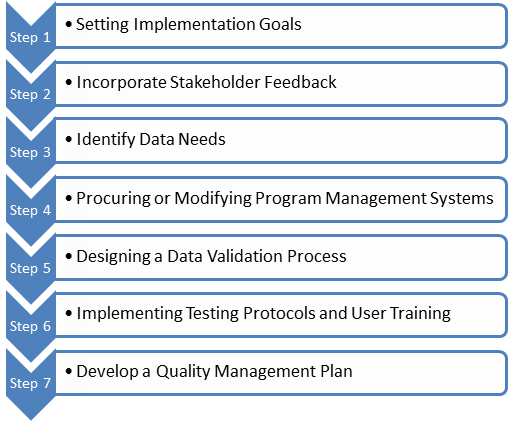 Step 1
• Setting Implementation Goals
Step 2
• Incorporate Stakeholder Feedback
Step 3
• Identify Data Needs
Step 4
• Procuring or Modifying Program Management Systems
Step 5
• Designing a Data Validation Process
Step 6
• Implementing Testing Protocols and User Training
Step 7
• Develop a Quality Management Plan